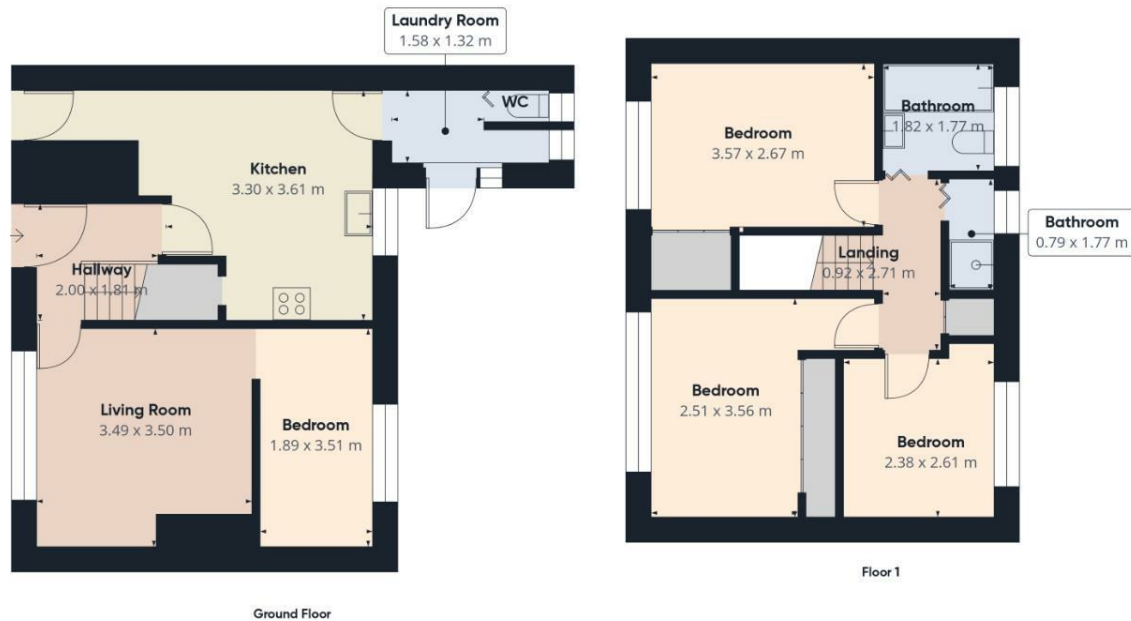 Laundry Room
1.58 x 1.32 m
WC
Kitchen
3.30 x 3.61 m
Hallway
2.00 x 1.81 m
Living Room
3.49 x 3.50 m
Bedroom
1.89 x 3.51 m
Ground Floor
Bedroom
3.57 x 2.67 m
Bathroom
1.82 x 1.77 m
Bathroom
0.79 x 1.77 m
Landing
0.92 x 2.71 m
Bedroom
2.51 x 3.56 m
Bedroom
2.38 x 2.61 m
Floor 1